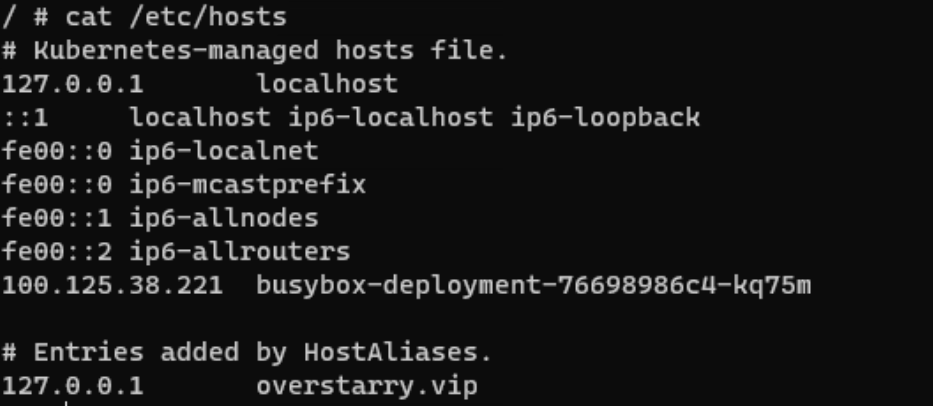 / # cat /etc/hosts
# Kubernetes-managed hosts file.
127.0.0.1       localhost
::1     localhost ip6-localhost ip6-loopback
fe00::0 ip6-localnet
fe00::0 ip6-mcastprefix
fe00::1 ip6-allnodes
fe00::2 ip6-allrouters
100.125.38.221  busybox-deployment-76698986c4-kq75m
# Entries added by HostAliases.
127.0.0.1       overstarry.vip